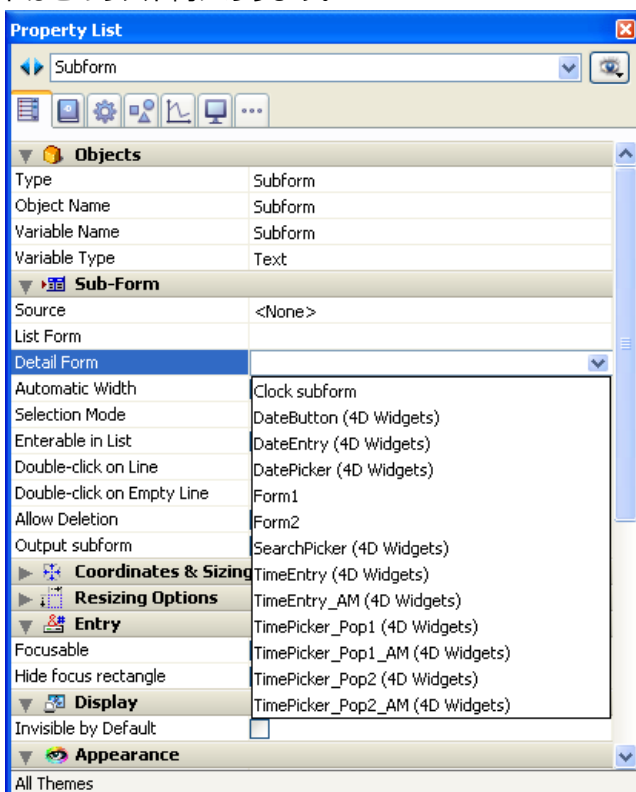 Property List
Subform
Objects
Type Subform
Object Name Subform
Variable Name Subform
Variable Type Text
Sub-Form
Source <None>
List Form
Detail Form
Automatic Width
Clock subform
Selection Mode
DateButton (4D Widgets)
Enterable in List
DateEntry (4D Widgets)
Double-click on Line
DatePicker (4D Widgets)
Double-click on Empty Line
Form1
Allow Deletion
Form2
Output subform
SearchPicker (4D Widgets)
Coordinates & Sizing
TimeEntry (4D Widgets)
Resizing Options
TimeEntry_AM (4D Widgets)
Entry
TimePicker_Pop1 (4D Widgets)
Focusable
TimePicker_Pop1_AM (4D Widgets)
Hide focus rectangle
TimePicker_Pop2 (4D Widgets)
Display
TimePicker_Pop2_AM (4D Widgets)
Invisible by Default
Appearance
All Themes